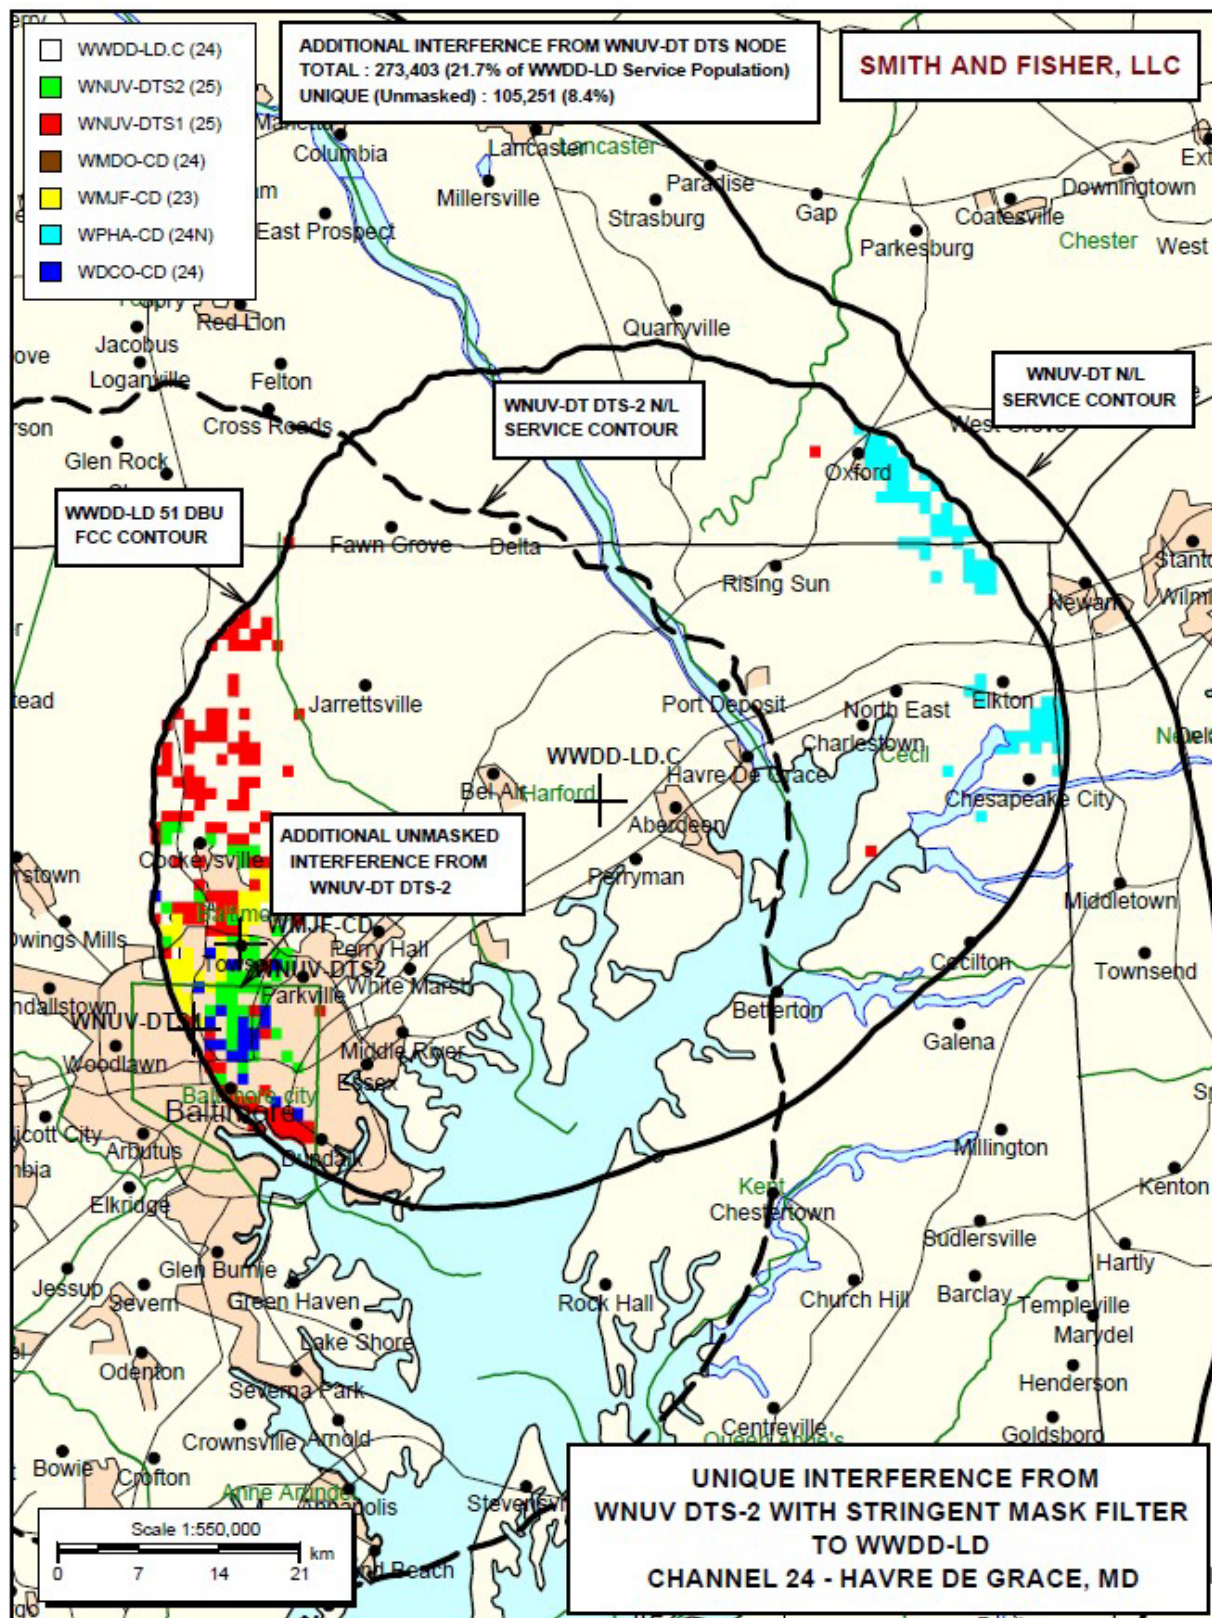 WWDD-LD.C (24)
WNUV-DTS2 (25)
WNUV-DTS1 (25)
WMDO-CD (24)
WMJF-CD (23)
WPHA-CD (24N)
WDCO-CD (24)
ADDITIONAL INTERFERNCE FROM WNUV-DT DTS NODE
TOTAL : 273,403 (21.7% of WWDD-LD Service Population)
UNIQUE (Unmasked) : 105,251 (8.4%)
SMITH AND FISHER, LLC
Columbia
Lancaster
Lancaster
Millersville
Paradise
Strasburg
Gap
Downingtown
Coatesville
Chester
West
Parkesburg
East Prospect
Red Lion
Jacobus
Loganville
Felton
Quarryville
Cross Roads
Glen Rock
WNUV-DT DTS-2 N/L
SERVICE CONTOUR
WNUV-DT N/L
SERVICE CONTOUR
West Grove
Oxford
WWDD-LD 51 DBU
FCC CONTOUR
Fawn Grove
Delta
Rising Sun
Newark
Jarrettsville
Port Deposit
North East
Elkton
Charlestown
Cecil
WWDD-LD.C
Havre De Grace
Bel Air
Harford
Aberdeen
Chesapeake City
Perryman
Cockeysville
ADDITIONAL UNMASKED
INTERFERENCE FROM
WNUV-DT DTS-2
Middletown
Owings Mills
WMJF-CD
Perry Hall
WNUV-DTS2
Parkville
White Marsh
Cecilton
Townsend
Betterton
WNUV-DTS1
Woodlawn
Middle River
Essex
Galena
Baltimore city
Baltimore
Arbutus
Dundalk
Millington
Elkridge
Kent
Chestertown
Kenton
Sudlersville
Hartly
Jessup
Severn
Glen Burnie
Green Haven
Rock Hall
Church Hill
Barclay
Templeville
Marydel
Lake Shore
Odenton
Severna Park
Henderson
Crownsville
Arnold
Centreville
Queen Anne's
Goldsboro
Bowie
Crofton
Anne Arundel
Annapolis
Scale 1:550,000
0 7 14 21 km
UNIQUE INTERFERENCE FROM
WNUV DTS-2 WITH STRINGENT MASK FILTER
TO WWDD-LD
CHANNEL 24 - HAVRE DE GRACE, MD